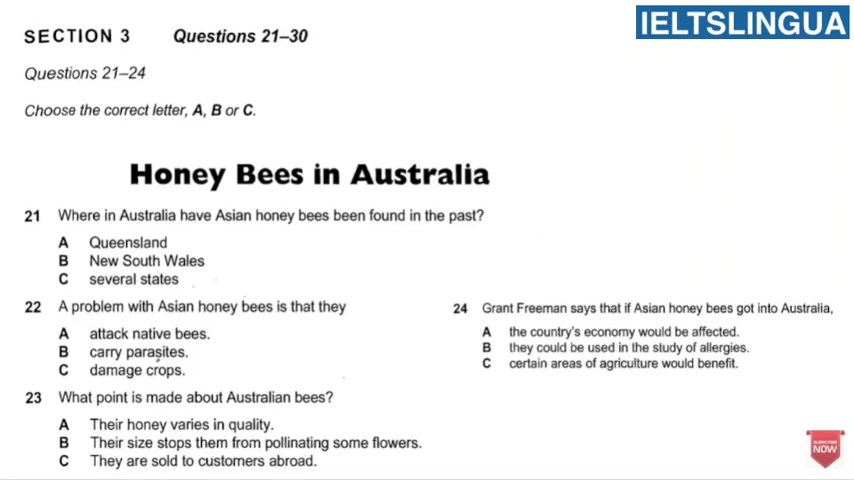 IELTSLINGUA
SECTION 3 Questions 21–30
Questions 21–24
Choose the correct letter, A, B or C.
Honey Bees in Australia
21 Where in Australia have Asian honey bees been found in the past?
A Queensland
B New South Wales
C several states
22 A problem with Asian honey bees is that they
A attack native bees.
B carry parasites.
C damage crops.
23 What point is made about Australian bees?
A Their honey varies in quality.
B Their size stops them from pollinating some flowers.
C They are sold to customers abroad.
24 Grant Freeman says that if Asian honey bees got into Australia,
A the country's economy would be affected.
B they could be used in the study of allergies.
C certain areas of agriculture would benefit.
SUBSCRIBE
NOW